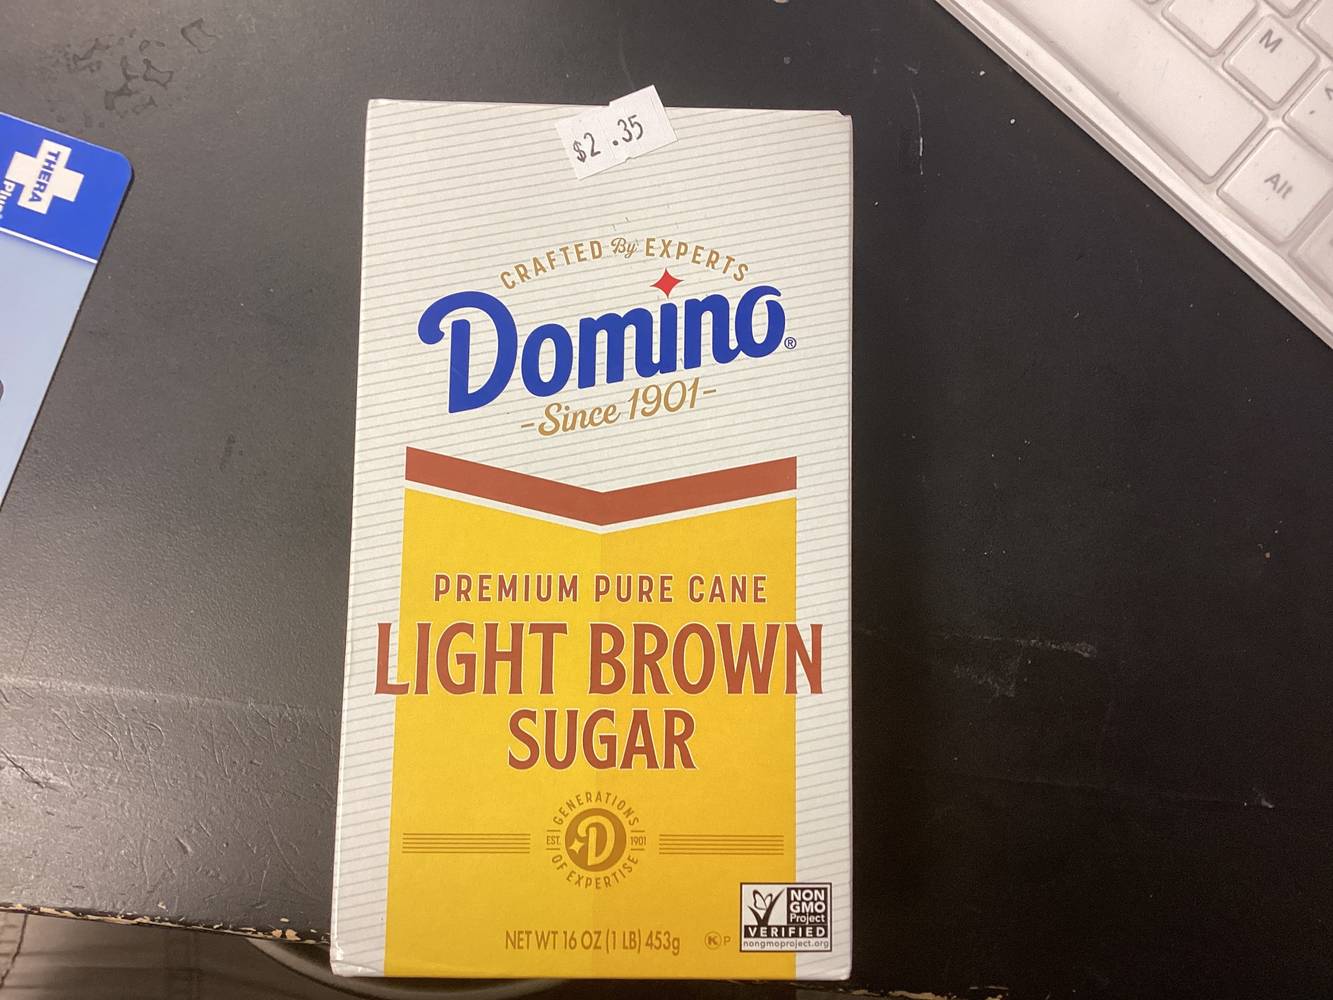 $2.35
CRAFTED By EXPERTS
Domino®
-Since 1901-
PREMIUM PURE CANE
LIGHT BROWN
SUGAR
GENERATIONS
EST. D 1901
OF EXPERTISE
NET WT 16 OZ (1 LB) 453g
K P
NON
GMO
Project
VERIFIED
nongmoproject.org
THERA
Plus
M
Alt